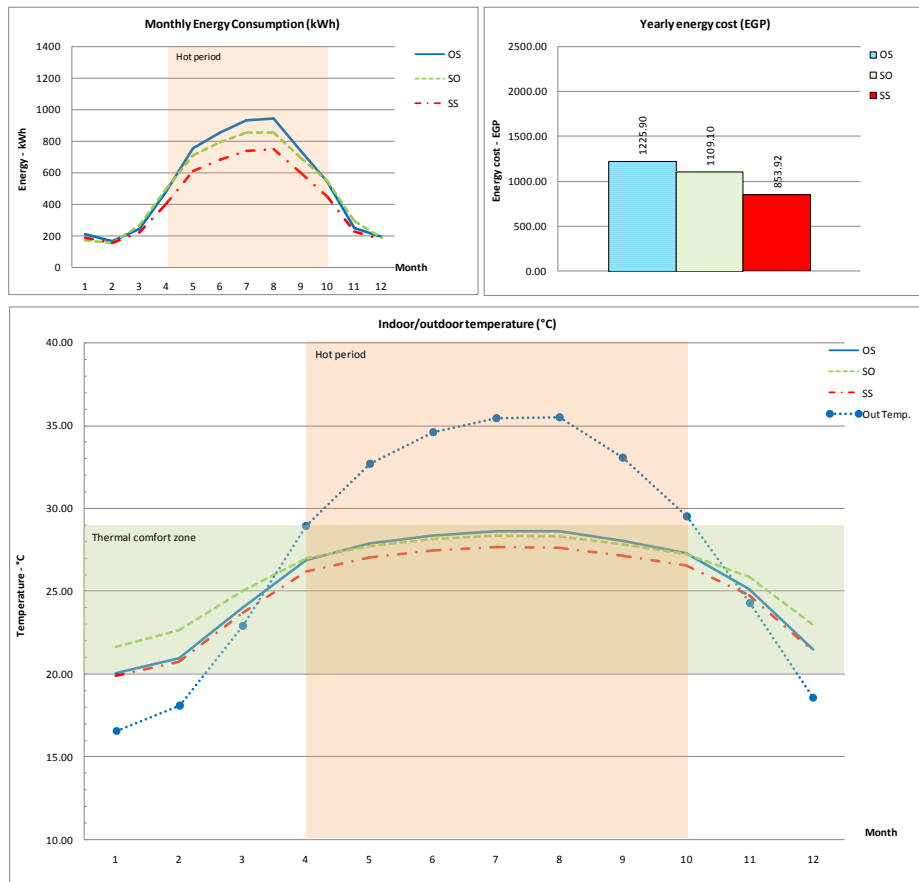 Monthly Energy Consumption (kWh)
1400
1200
1000
800
600
400
200
0
Energy - kWh
Hot period
OS
SO
SS
Month
1 2 3 4 5 6 7 8 9 10 11 12
Yearly energy cost (EGP)
2500.00
2000.00
1500.00
1000.00
500.00
0.00
Energy cost - EGP
1225.90
1109.10
853.92
OS
SO
SS
Indoor/outdoor temperature (°C)
40.00
35.00
30.00
25.00
20.00
15.00
10.00
Temperature - °C
Hot period
Thermal comfort zone
OS
SO
SS
Out Temp.
Month
1 2 3 4 5 6 7 8 9 10 11 12